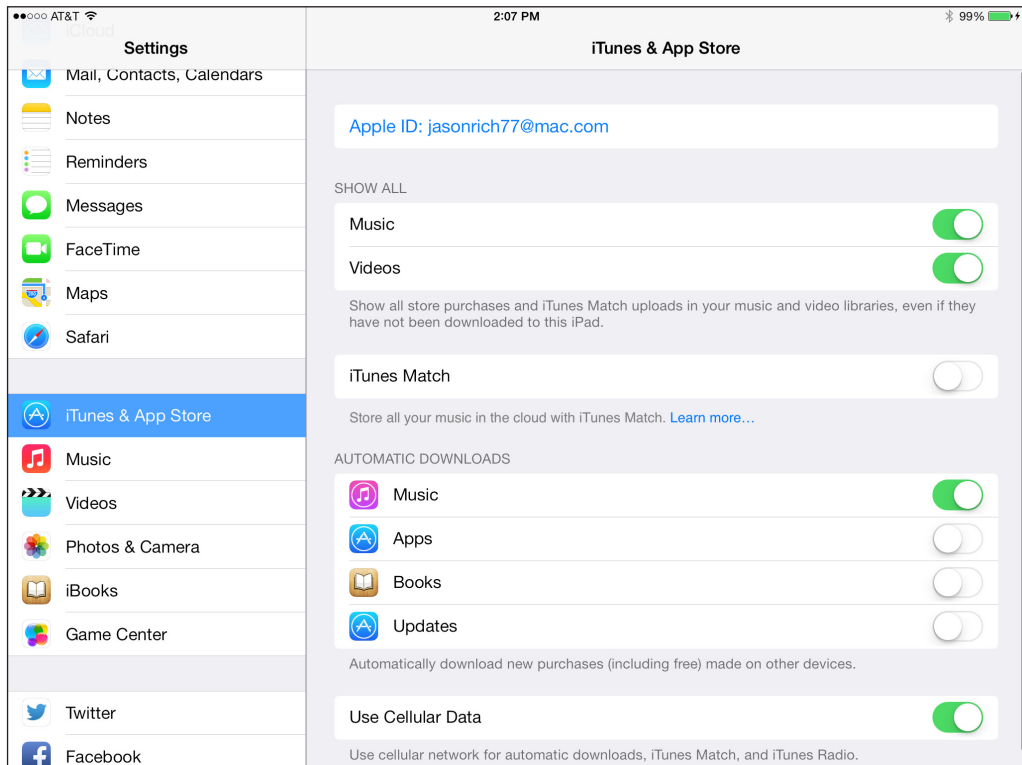 AT&T
2:07 PM
99%
iCloud
Settings
iTunes & App Store
Mail, Contacts, Calendars
Notes
Reminders
Messages
FaceTime
Maps
Safari
iTunes & App Store
Music
Videos
Photos & Camera
iBooks
Game Center
Twitter
Facebook
Apple ID: jasonrich77@mac.com
SHOW ALL
Music
Videos
Show all store purchases and iTunes Match uploads in your music and video libraries, even if they
have not been downloaded to this iPad.
iTunes Match
Store all your music in the cloud with iTunes Match. Learn more…
AUTOMATIC DOWNLOADS
Music
Apps
Books
Updates
Automatically download new purchases (including free) made on other devices.
Use Cellular Data
Use cellular network for automatic downloads, iTunes Match, and iTunes Radio.